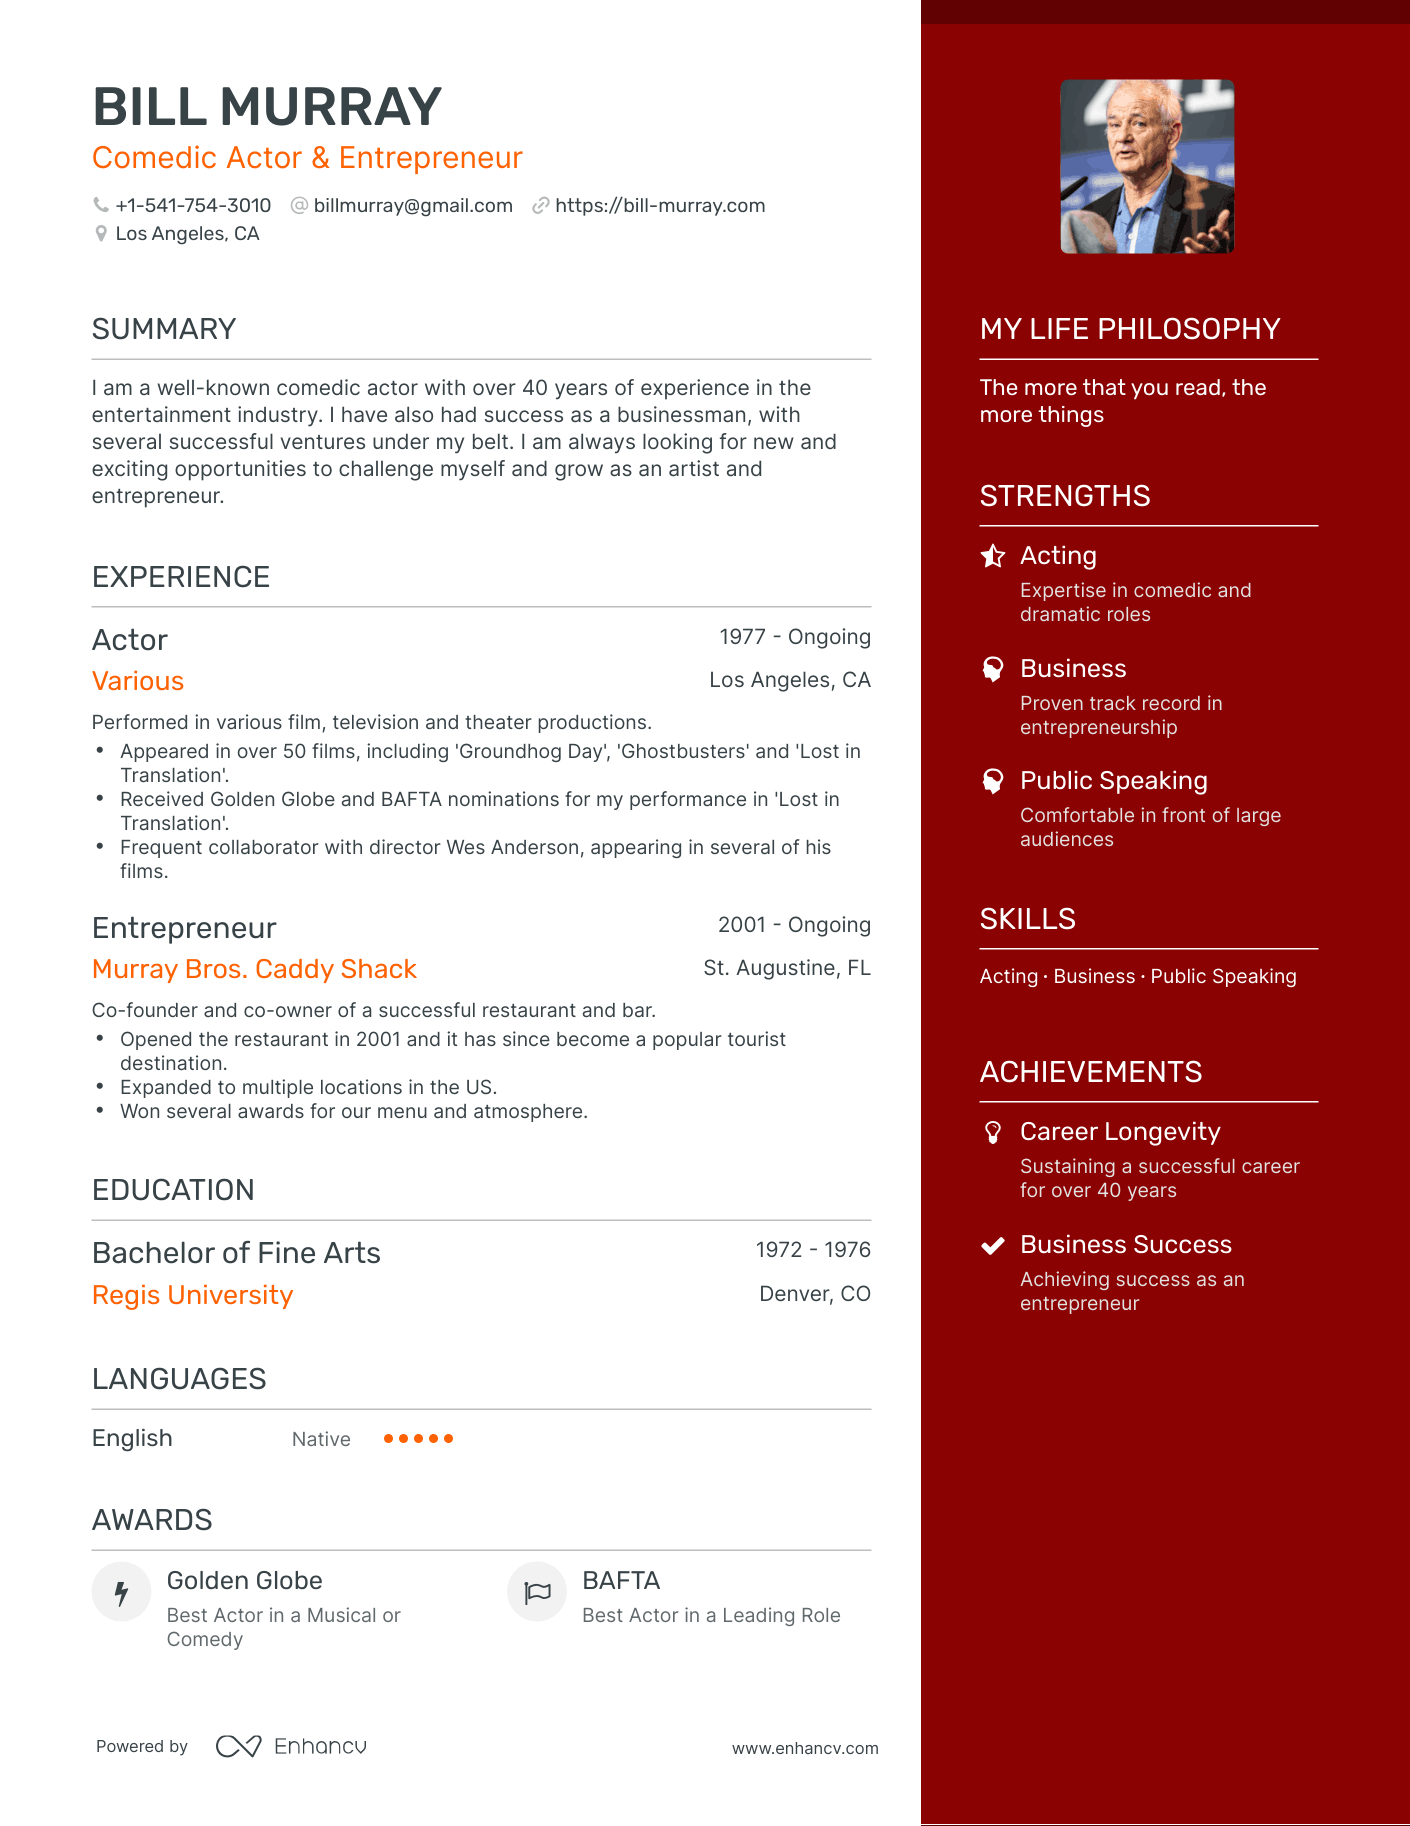 BILL MURRAY
Comedic Actor & Entrepreneur
+1-541-754-3010 billmurray@gmail.com https://bill-murray.com
Los Angeles, CA
SUMMARY
I am a well-known comedic actor with over 40 years of experience in the
entertainment industry. I have also had success as a businessman, with
several successful ventures under my belt. I am always looking for new and
exciting opportunities to challenge myself and grow as an artist and
entrepreneur.
EXPERIENCE
Actor 1977 - Ongoing
Various Los Angeles, CA
Performed in various film, television and theater productions.
• Appeared in over 50 films, including 'Groundhog Day', 'Ghostbusters' and 'Lost in
Translation'.
• Received Golden Globe and BAFTA nominations for my performance in 'Lost in
Translation'.
• Frequent collaborator with director Wes Anderson, appearing in several of his
films.
Entrepreneur 2001 - Ongoing
Murray Bros. Caddy Shack St. Augustine, FL
Co-founder and co-owner of a successful restaurant and bar.
• Opened the restaurant in 2001 and it has since become a popular tourist
destination.
• Expanded to multiple locations in the US.
• Won several awards for our menu and atmosphere.
EDUCATION
Bachelor of Fine Arts 1972 - 1976
Regis University Denver, CO
LANGUAGES
English Native
AWARDS
Golden Globe
Best Actor in a Musical or
Comedy
BAFTA
Best Actor in a Leading Role
MY LIFE PHILOSOPHY
The more that you read, the
more things
STRENGTHS
Acting
Expertise in comedic and
dramatic roles
Business
Proven track record in
entrepreneurship
Public Speaking
Comfortable in front of large
audiences
SKILLS
Acting · Business · Public Speaking
ACHIEVEMENTS
Career Longevity
Sustaining a successful career
for over 40 years
Business Success
Achieving success as an
entrepreneur
Powered by Enhancv www.enhancv.com